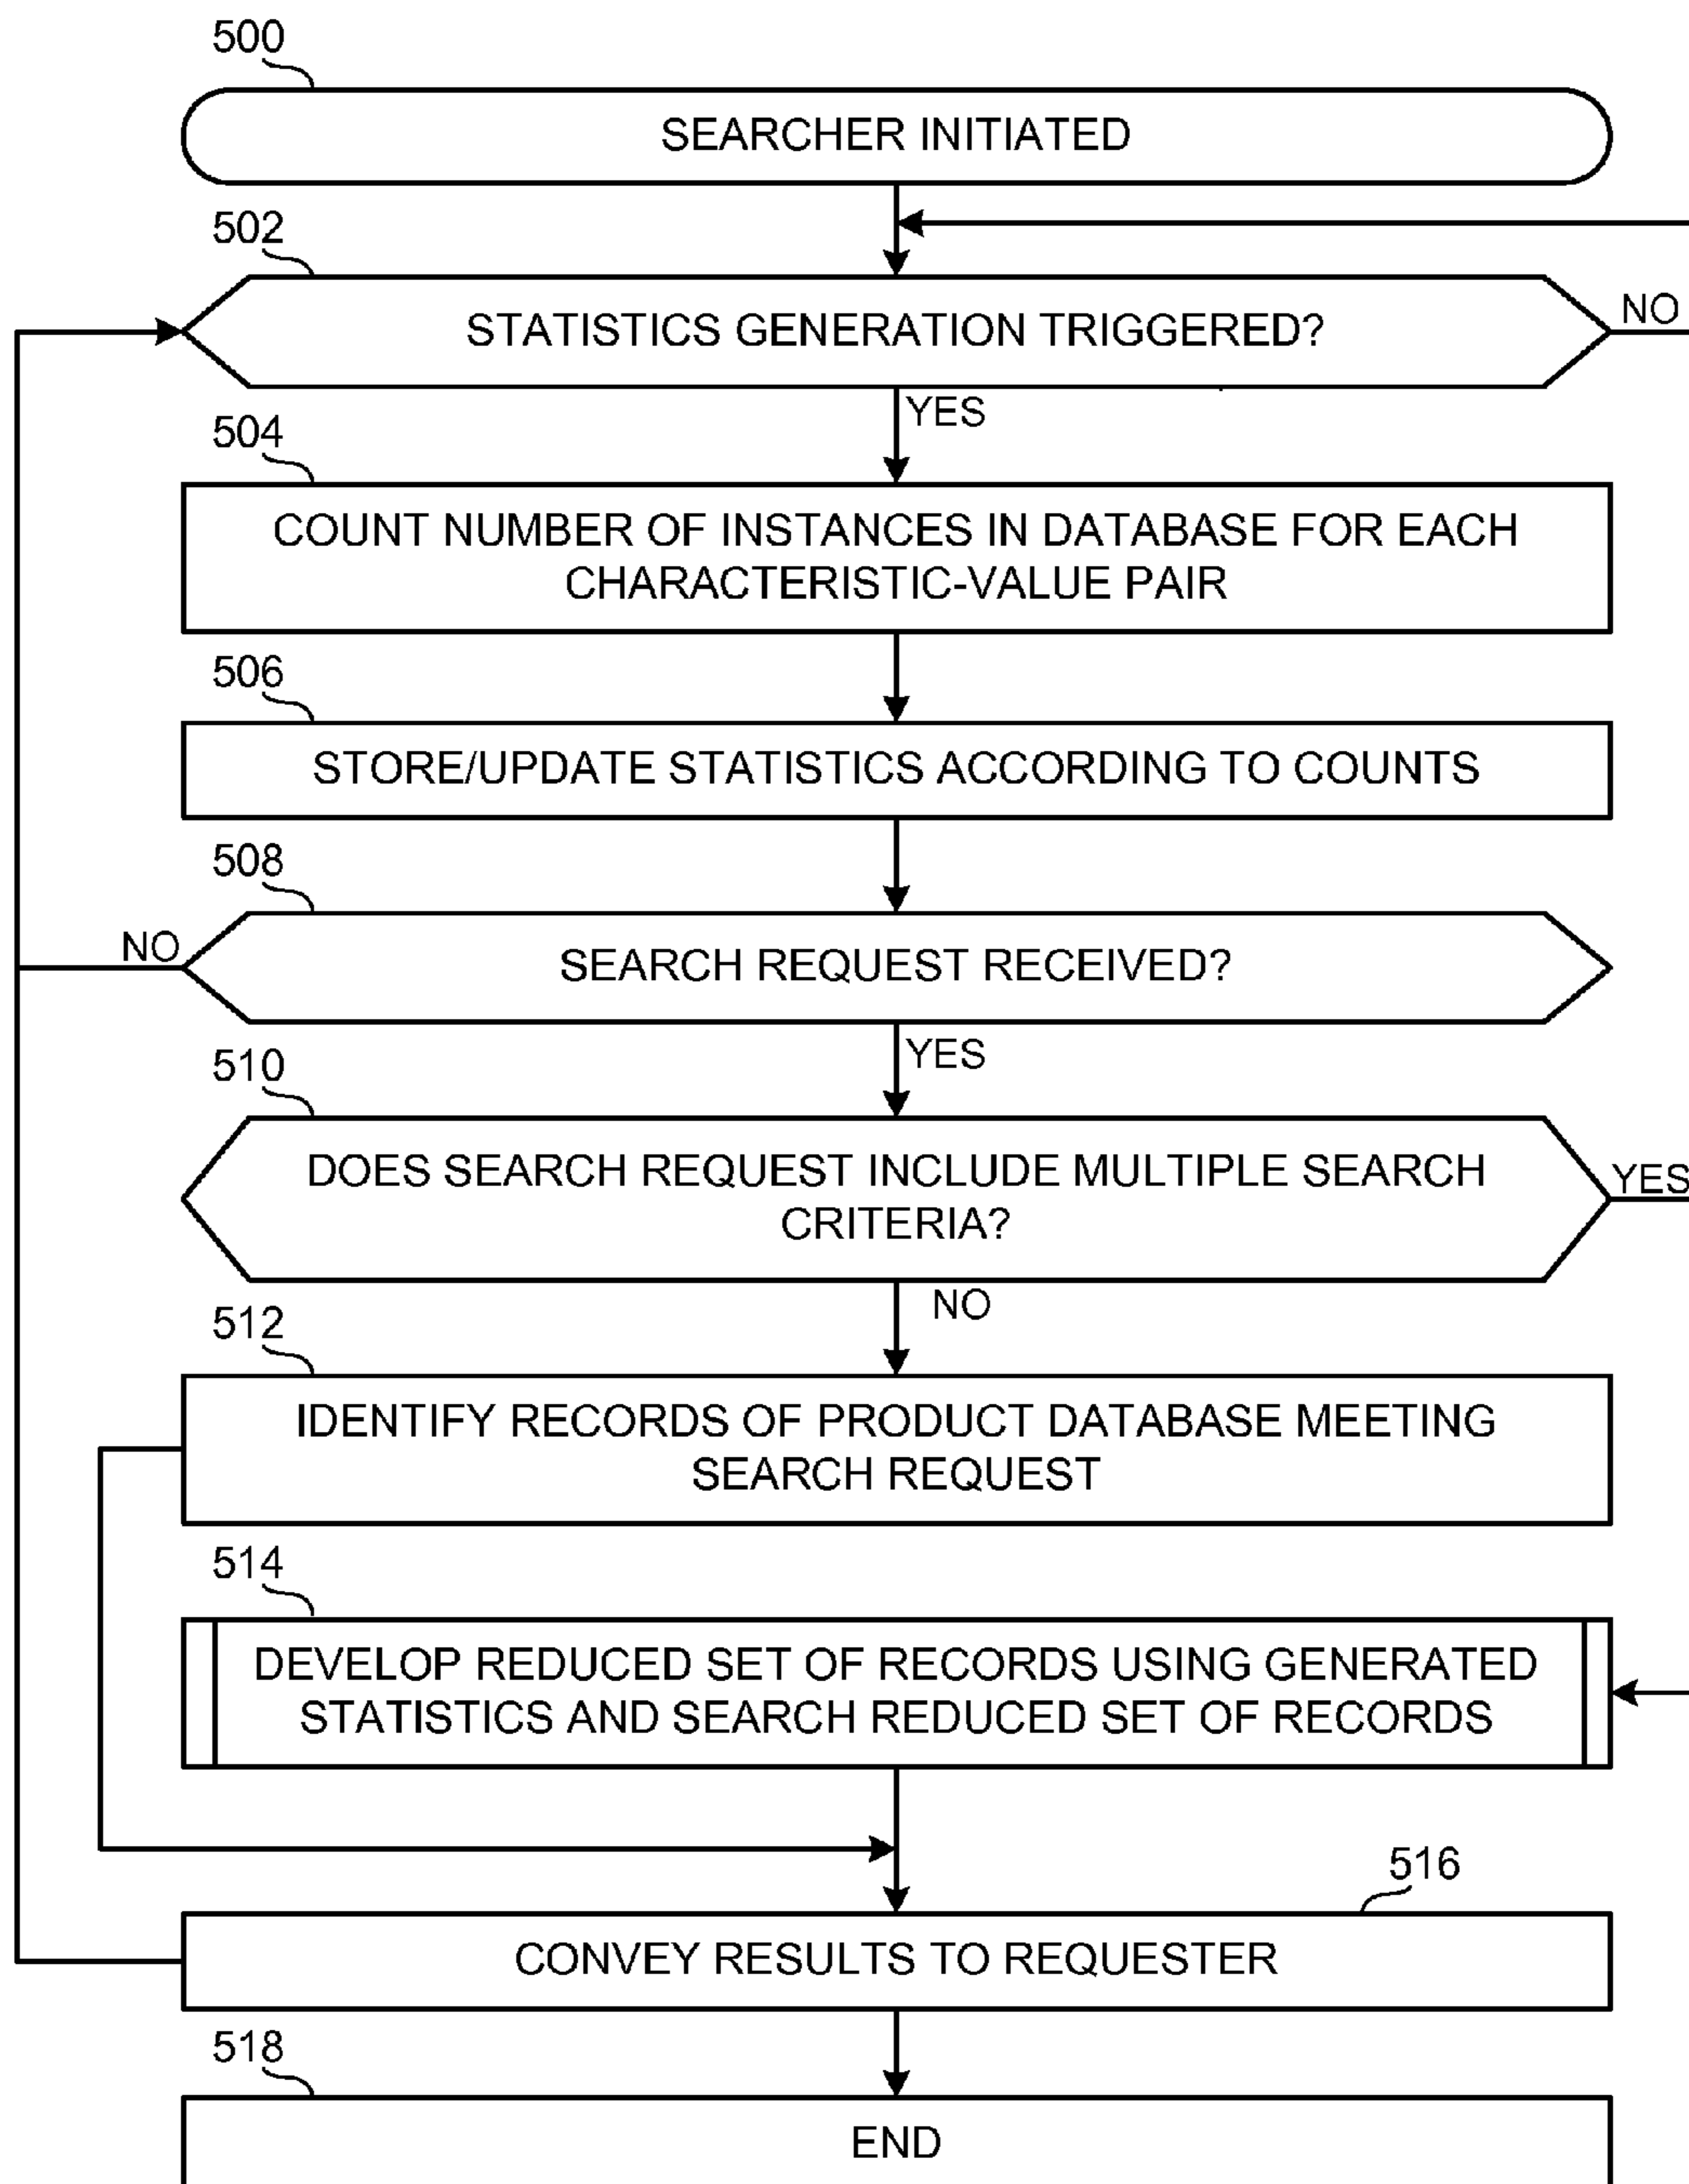 500
SEARCHER INITIATED
502
STATISTICS GENERATION TRIGGERED?
NO
YES
504
COUNT NUMBER OF INSTANCES IN DATABASE FOR EACH
CHARACTERISTIC-VALUE PAIR
506
STORE/UPDATE STATISTICS ACCORDING TO COUNTS
508
NO
SEARCH REQUEST RECEIVED?
YES
510
DOES SEARCH REQUEST INCLUDE MULTIPLE SEARCH
CRITERIA?
YES
NO
512
IDENTIFY RECORDS OF PRODUCT DATABASE MEETING
SEARCH REQUEST
514
DEVELOP REDUCED SET OF RECORDS USING GENERATED
STATISTICS AND SEARCH REDUCED SET OF RECORDS
516
CONVEY RESULTS TO REQUESTER
518
END